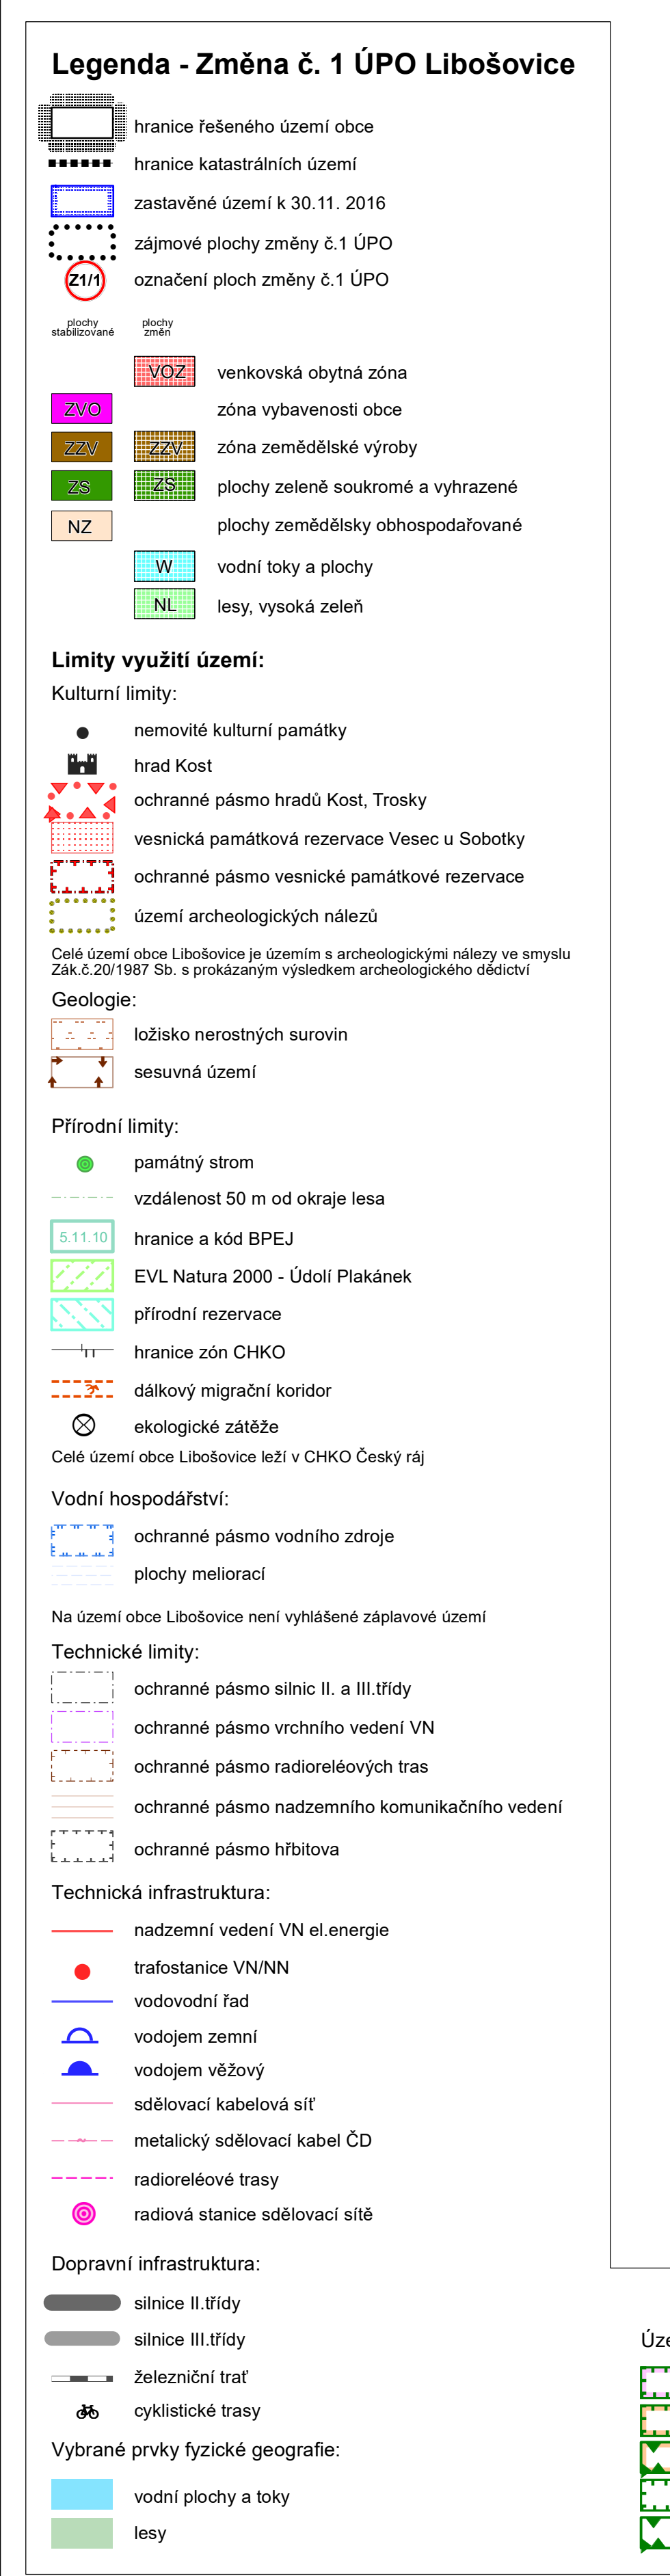 Legenda - Změna č. 1 ÚPO Libošovice
hranice řešeného území obce
hranice katastrálních území
zastavěné území k 30.11. 2016
zájmové plochy změny č.1 ÚPO
Z1/1 označení ploch změny č.1 ÚPO
plochy stabilizované
plochy změn
VOZ venkovská obytná zóna
ZVO zóna vybavenosti obce
ZZV ZZV zóna zemědělské výroby
ZS ZS plochy zeleně soukromé a vyhrazené
NZ plochy zemědělsky obhospodařované
W vodní toky a plochy
NL lesy, vysoká zeleň
Limity využití území:
Kulturní limity:
nemovité kulturní památky
hrad Kost
ochranné pásmo hradů Kost, Trosky
vesnická památková rezervace Vesec u Sobotky
ochranné pásmo vesnické památkové rezervace
území archeologických nálezů
Celé území obce Libošovice je územím s archeologickými nálezy ve smyslu
Zák.č.20/1987 Sb. s prokázaným výsledkem archeologického dědictví
Geologie:
ložisko nerostných surovin
sesuvná území
Přírodní limity:
památný strom
vzdálenost 50 m od okraje lesa
5.11.10 hranice a kód BPEJ
EVL Natura 2000 - Údolí Plakánek
přírodní rezervace
hranice zón CHKO
dálkový migrační koridor
ekologické zátěže
Celé území obce Libošovice leží v CHKO Český ráj
Vodní hospodářství:
ochranné pásmo vodního zdroje
plochy meliorací
Na území obce Libošovice není vyhlášené záplavové území
Technické limity:
ochranné pásmo silnic II. a III.třídy
ochranné pásmo vrchního vedení VN
ochranné pásmo radioreléových tras
ochranné pásmo nadzemního komunikačního vedení
ochranné pásmo hřbitova
Technická infrastruktura:
nadzemní vedení VN el.energie
trafostanice VN/NN
vodovodní řad
vodojem zemní
vodojem věžový
sdělovací kabelová síť
metalický sdělovací kabel ČD
radioreléové trasy
radiová stanice sdělovací sítě
Dopravní infrastruktura:
silnice II.třídy
silnice III.třídy
železniční trať
cyklistické trasy
Vybrané prvky fyzické geografie:
vodní plochy a toky
lesy